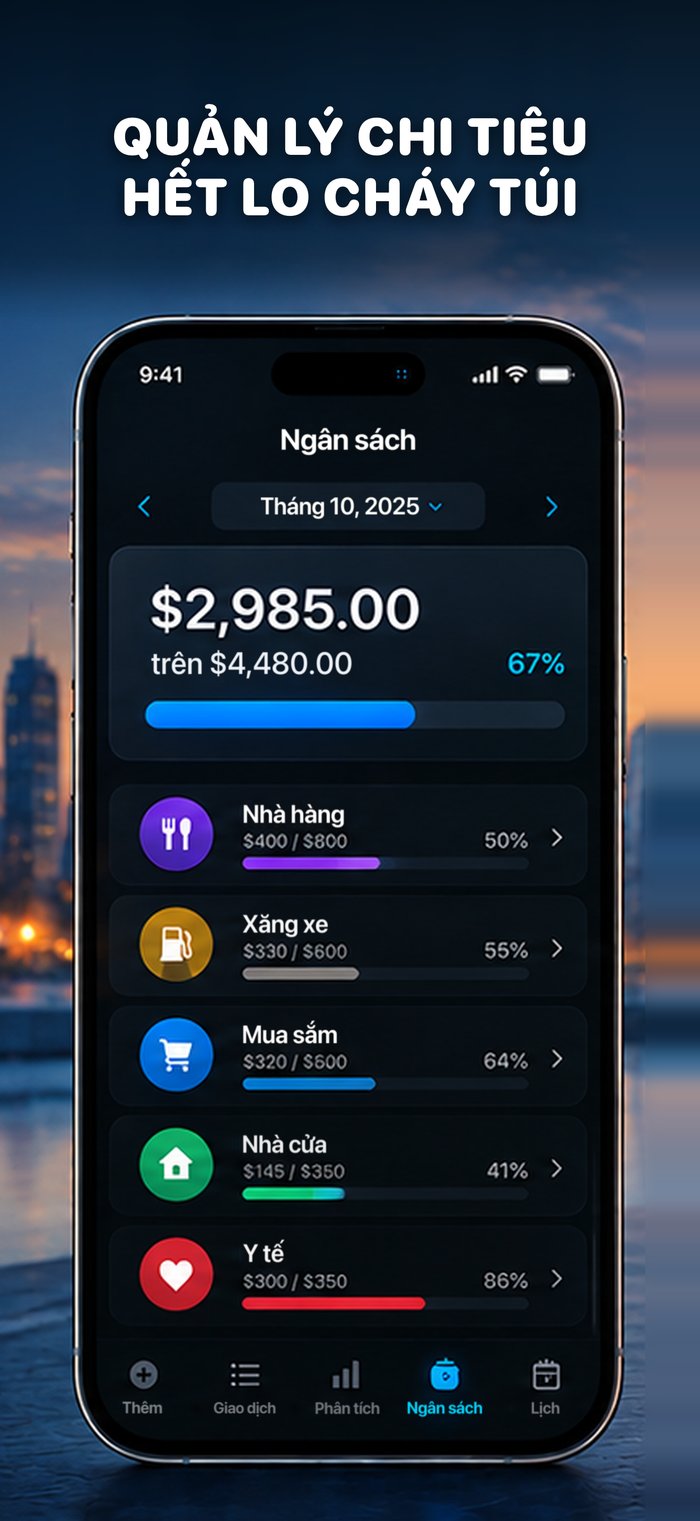 QUẢN LÝ CHI TIÊU
HẾT LO CHÁY TÚI
9:41
Ngân sách
Tháng 10, 2025
$2,985.00
trên $4,480.00
67%
Nhà hàng
$400 / $800
50%
Xăng xe
$330 / $600
55%
Mua sắm
$320 / $600
64%
Nhà cửa
$145 / $350
41%
Y tế
$300 / $350
86%
Thêm
Giao dịch
Phân tích
Ngân sách
Lịch